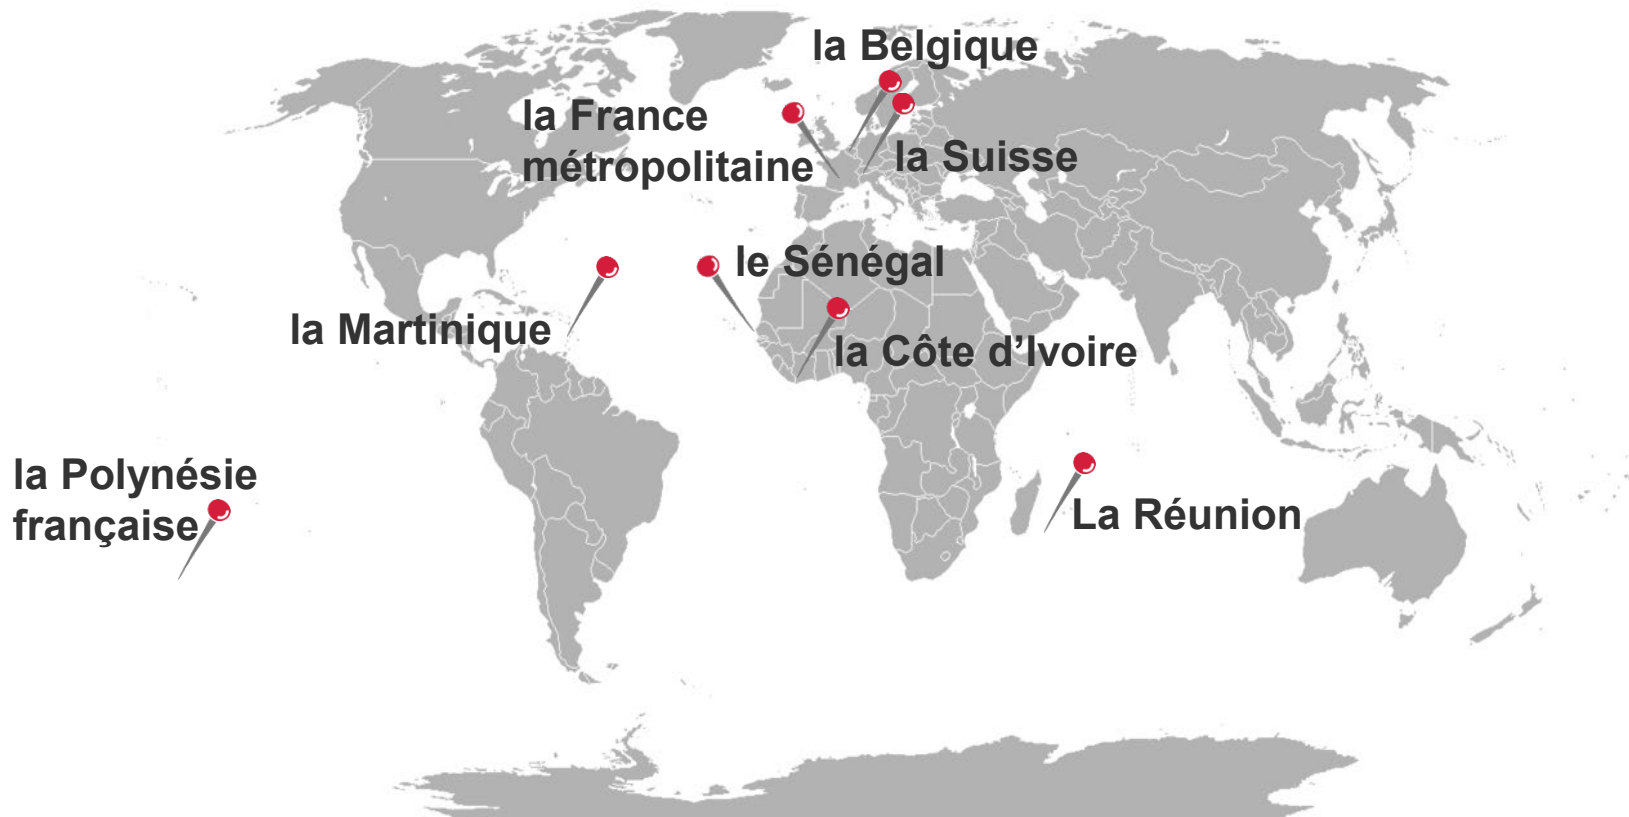 la Belgique
la France
métropolitaine
la Suisse
le Sénégal
la Martinique
la Côte d’Ivoire
la Polynésie
française
La Réunion